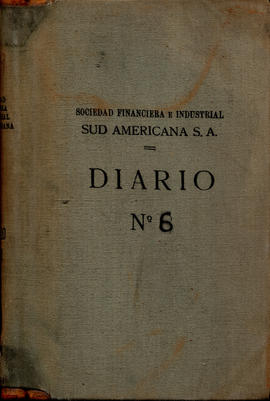 SOCIEDAD FINANCIERA E INDUSTRIAL
SUD AMERICANA S. A.
DIARIO
Nº 6